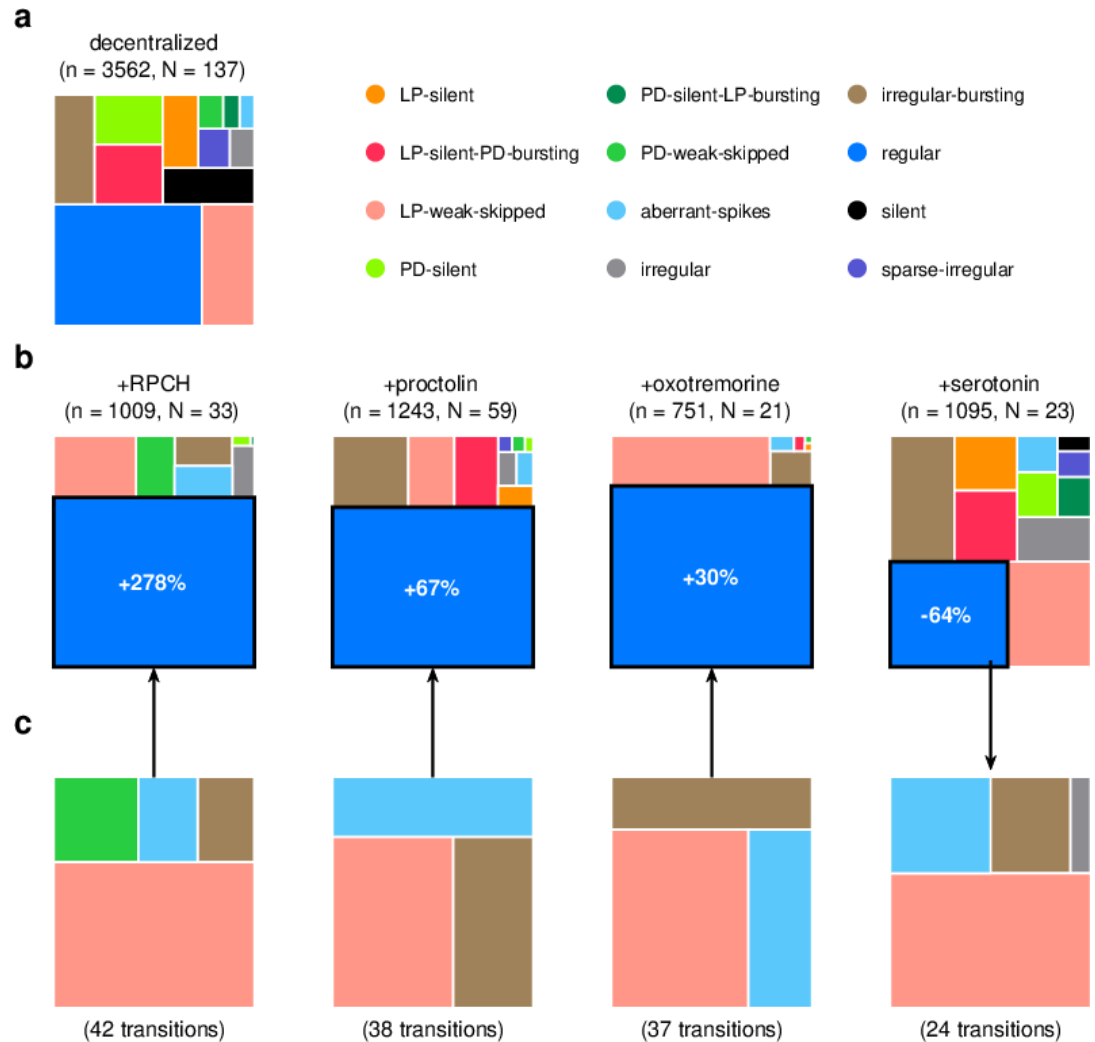 a
decentralized
(n = 3562, N = 137)
LP-silent
PD-silent-LP-bursting
irregular-bursting
LP-silent-PD-bursting
PD-weak-skipped
regular
LP-weak-skipped
aberrant-spikes
silent
PD-silent
irregular
sparse-irregular
b
+RPCH
(n = 1009, N = 33)
+proctolin
(n = 1243, N = 59)
+oxotremorine
(n = 751, N = 21)
+serotonin
(n = 1095, N = 23)
+278%
+67%
+30%
-64%
c
(42 transitions)
(38 transitions)
(37 transitions)
(24 transitions)